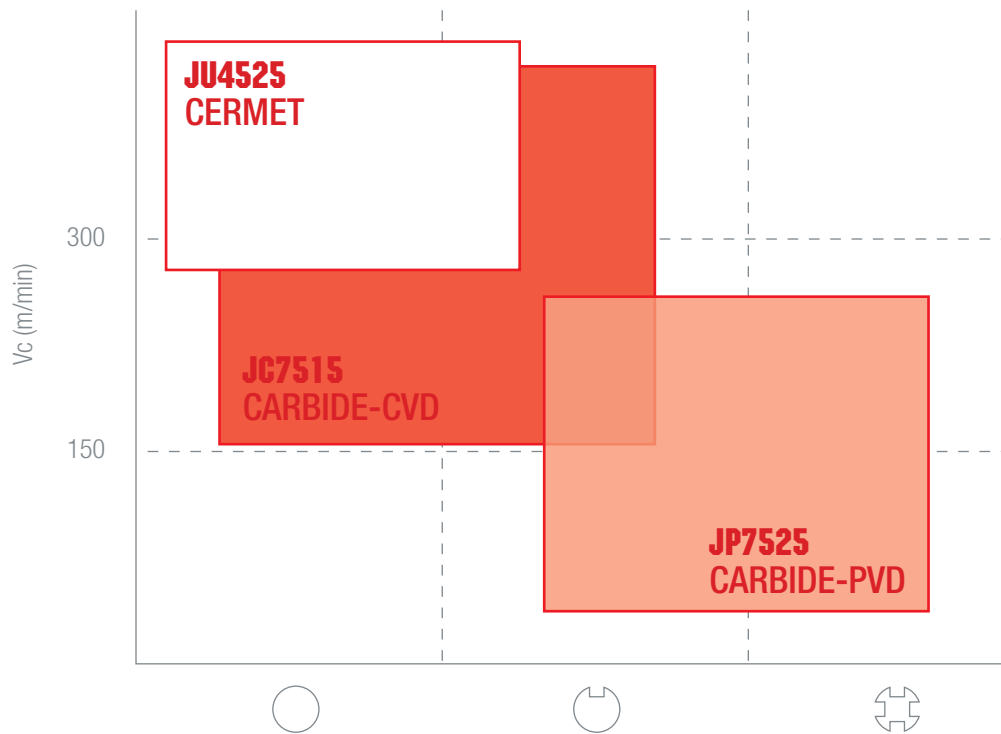 JU4525
CERMET
300
Vc (m/min)
JC7515
CARBIDE-CVD
150
JP7525
CARBIDE-PVD